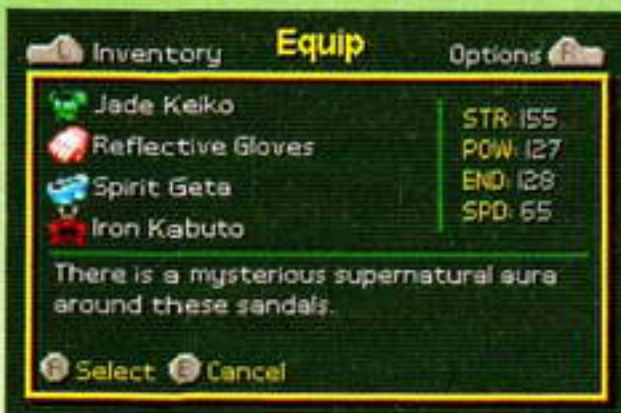 L Inventory Equip Options R
Jade Keiko
Reflective Gloves
Spirit Geta
Iron Kabuto
STR: 155
POW: 127
END: 128
SPD: 65
There is a mysterious supernatural aura
around these sandals.
A Select B Cancel